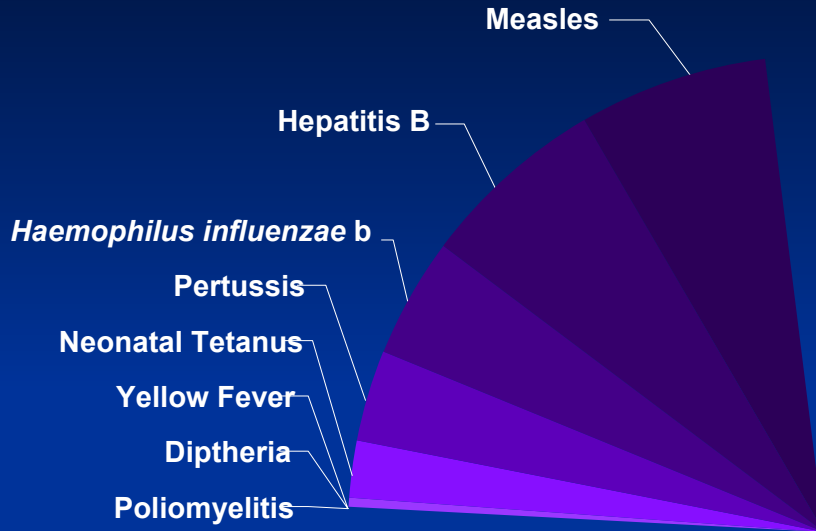 Measles
Hepatitis B
Haemophilus influenzae b
Pertussis
Neonatal Tetanus
Yellow Fever
Diptheria
Poliomyelitis